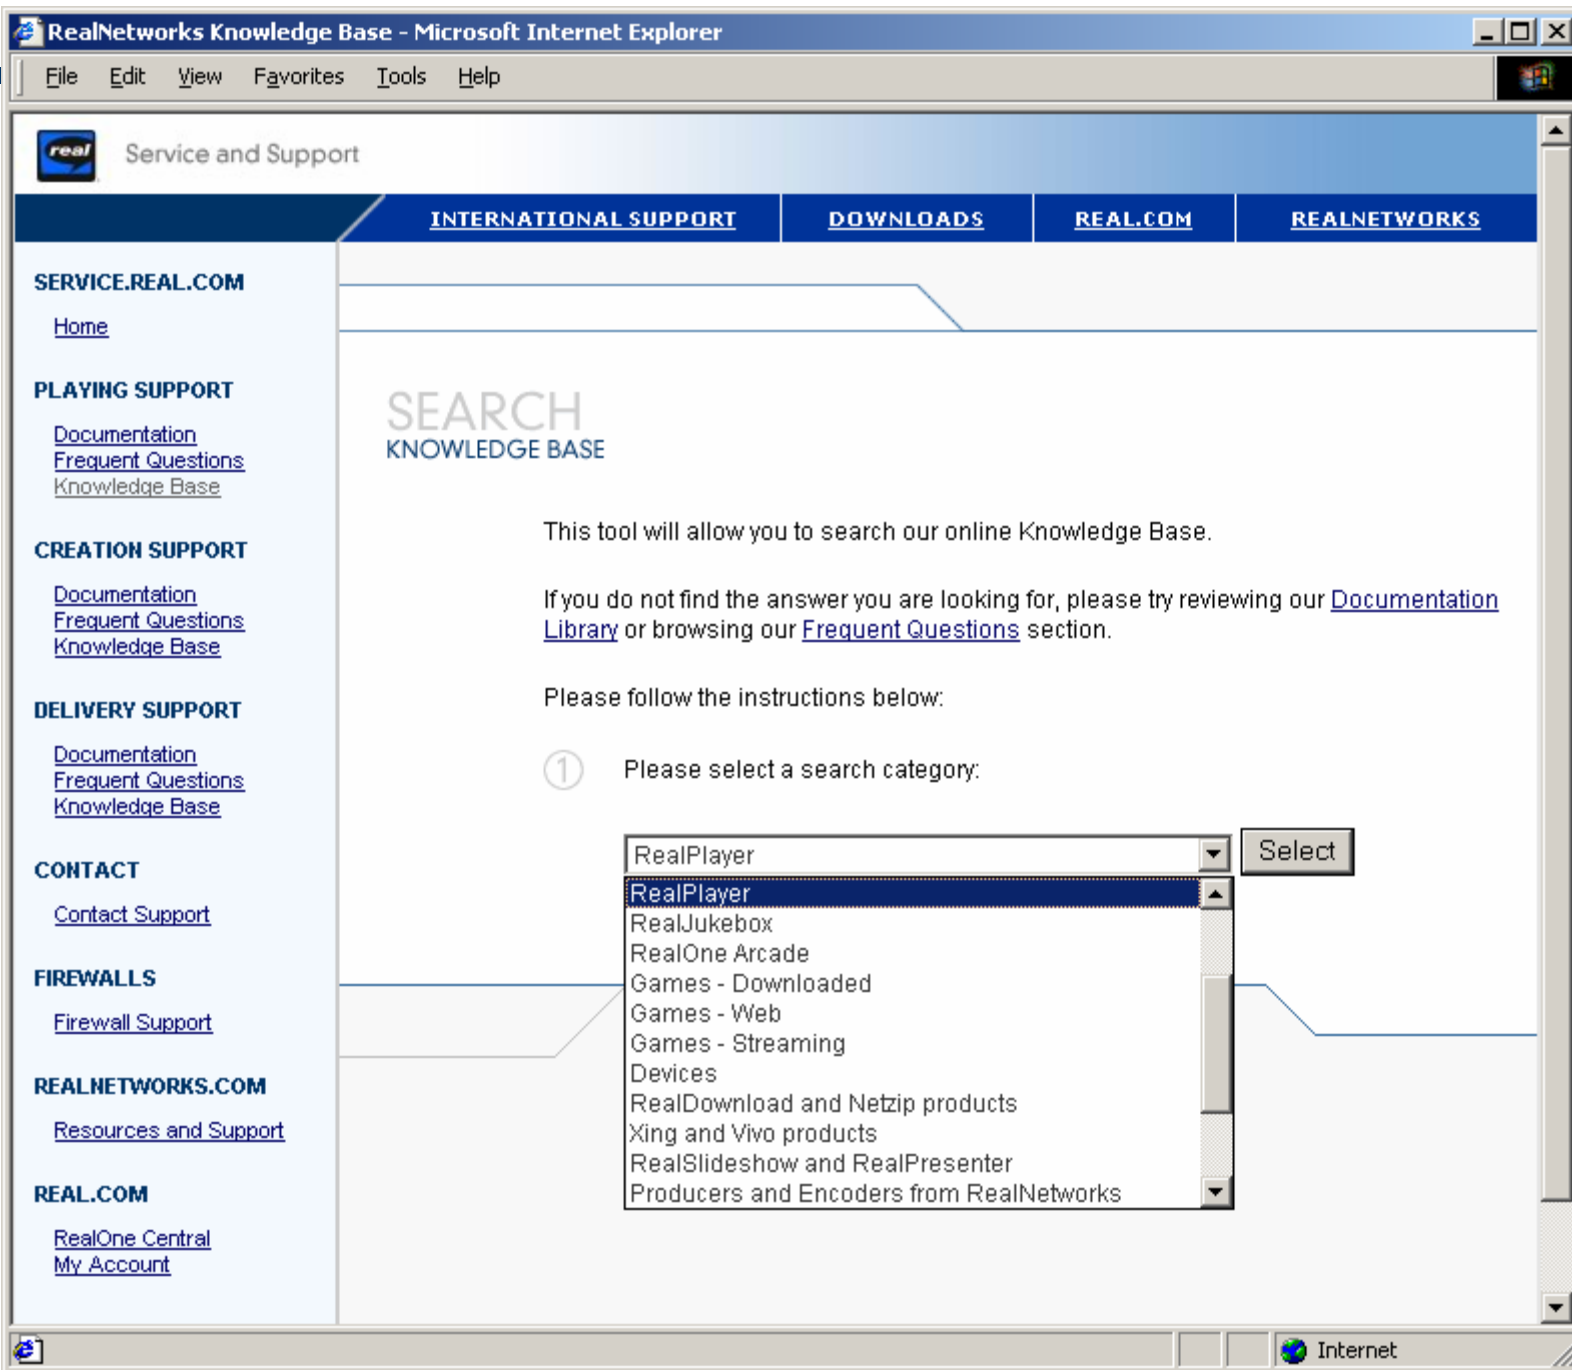 RealNetworks Knowledge Base - Microsoft Internet Explorer
File Edit View Favorites Tools Help
real Service and Support
INTERNATIONAL SUPPORT DOWNLOADS REAL.COM REALNETWORKS
SERVICE.REAL.COM
Home
PLAYING SUPPORT
Documentation
Frequent Questions
Knowledge Base
CREATION SUPPORT
Documentation
Frequent Questions
Knowledge Base
DELIVERY SUPPORT
Documentation
Frequent Questions
Knowledge Base
CONTACT
Contact Support
FIREWALLS
Firewall Support
REALNETWORKS.COM
Resources and Support
REAL.COM
RealOne Central
My Account
SEARCH
KNOWLEDGE BASE
This tool will allow you to search our online Knowledge Base.
If you do not find the answer you are looking for, please try reviewing our Documentation
Library or browsing our Frequent Questions section.
Please follow the instructions below:
1 Please select a search category:
RealPlayer Select
RealPlayer
RealJukebox
RealOne Arcade
Games - Downloaded
Games - Web
Games - Streaming
Devices
RealDownload and Netzip products
Xing and Vivo products
RealSlideshow and RealPresenter
Producers and Encoders from RealNetworks
Internet